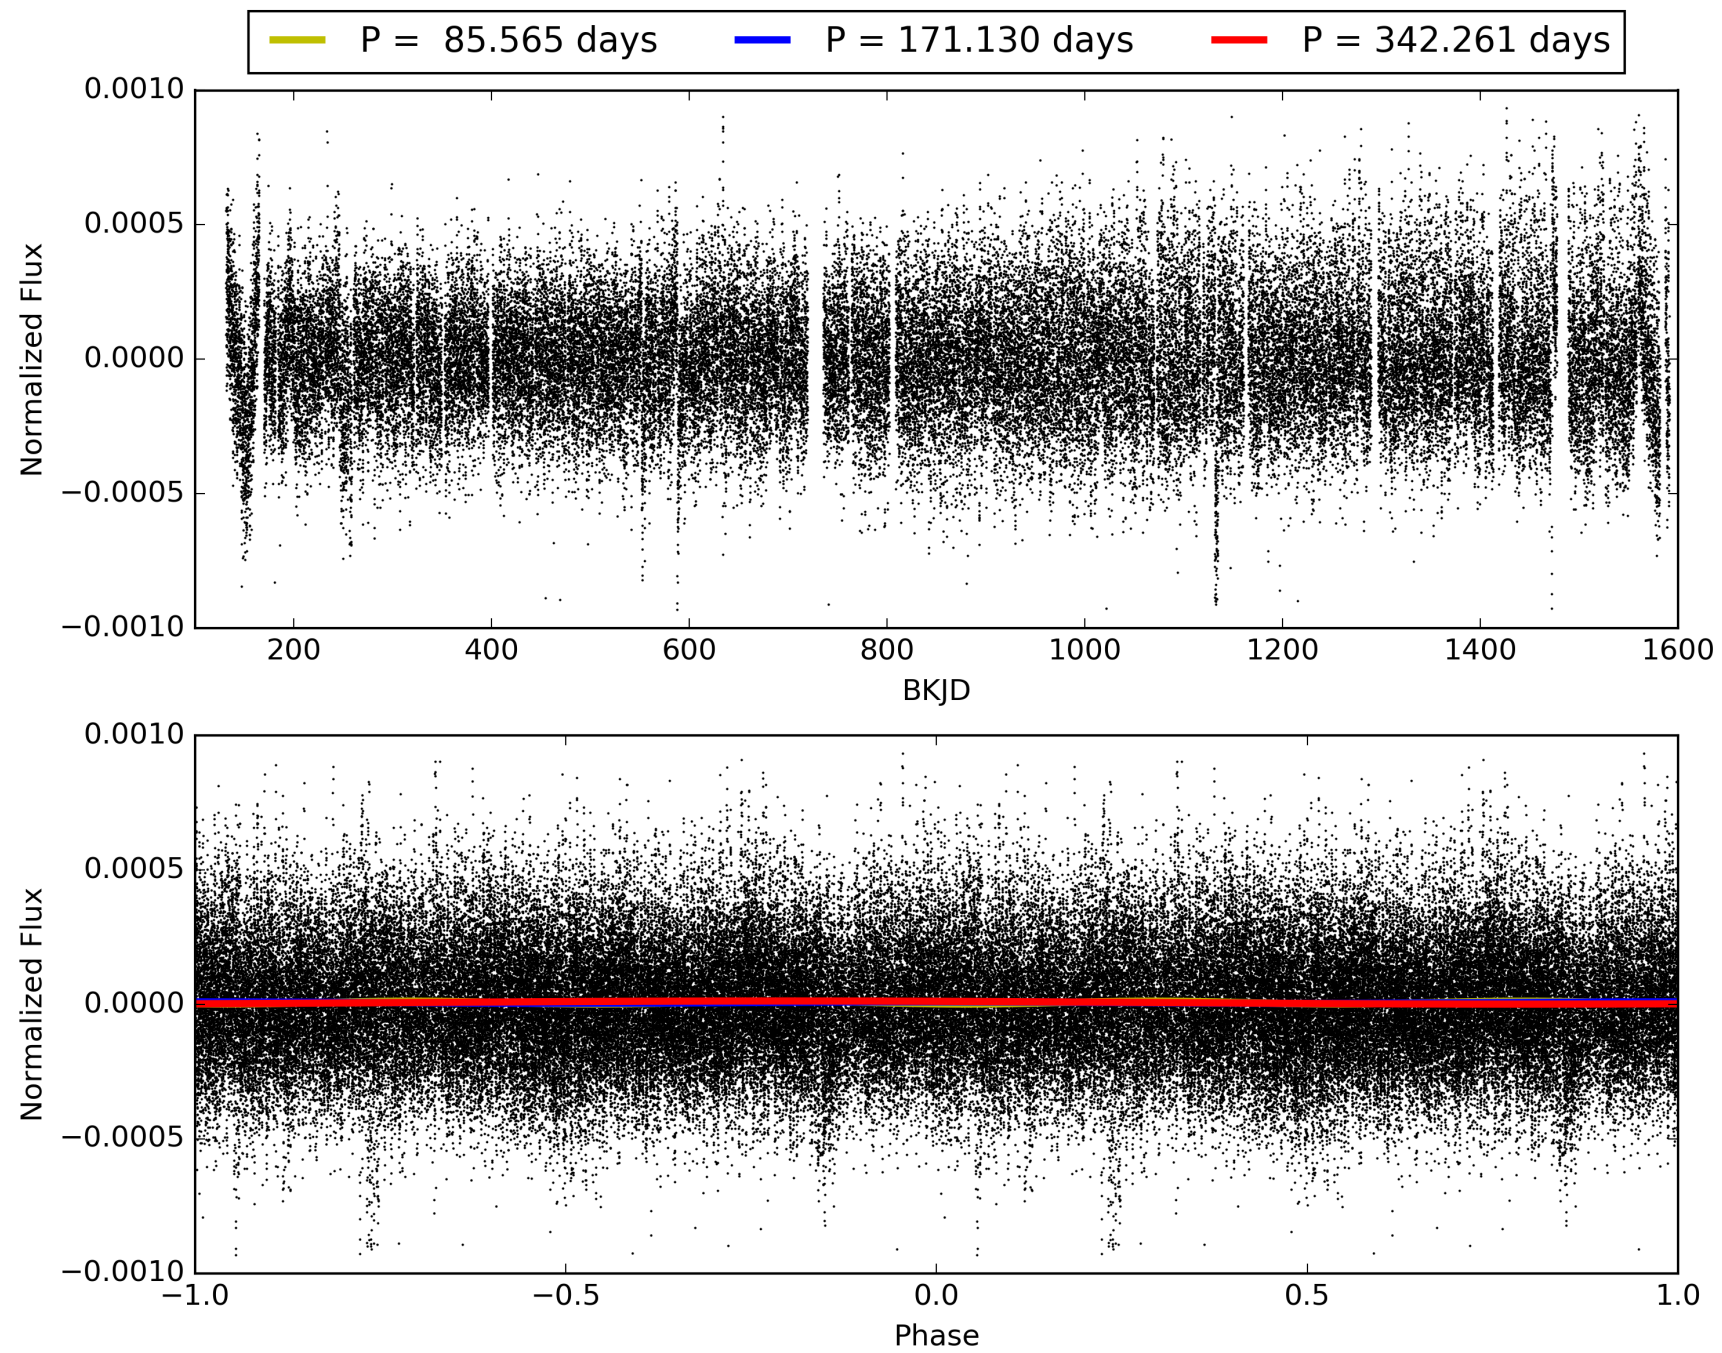 P =  85.565 days P = 171.130 days P = 342.261 days
0.0010
0.0005
0.0000
−0.0005
−0.0010
Normalized Flux
200 400 600 800 1000 1200 1400 1600
BKJD
0.0010
0.0005
0.0000
−0.0005
−0.0010
Normalized Flux
−1.0 −0.5 0.0 0.5 1.0
Phase